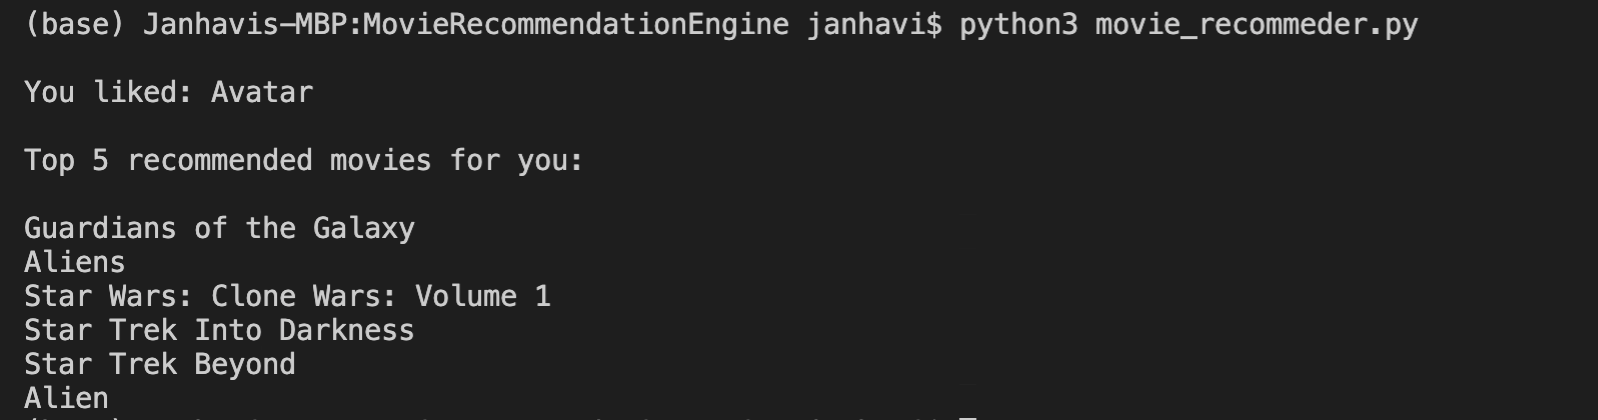 (base) Janhavis-MBP:MovieRecommendationEngine janhavi$ python3 movie_recommeder.py
You liked: Avatar
Top 5 recommended movies for you:
Guardians of the Galaxy
Aliens
Star Wars: Clone Wars: Volume 1
Star Trek Into Darkness
Star Trek Beyond
Alien